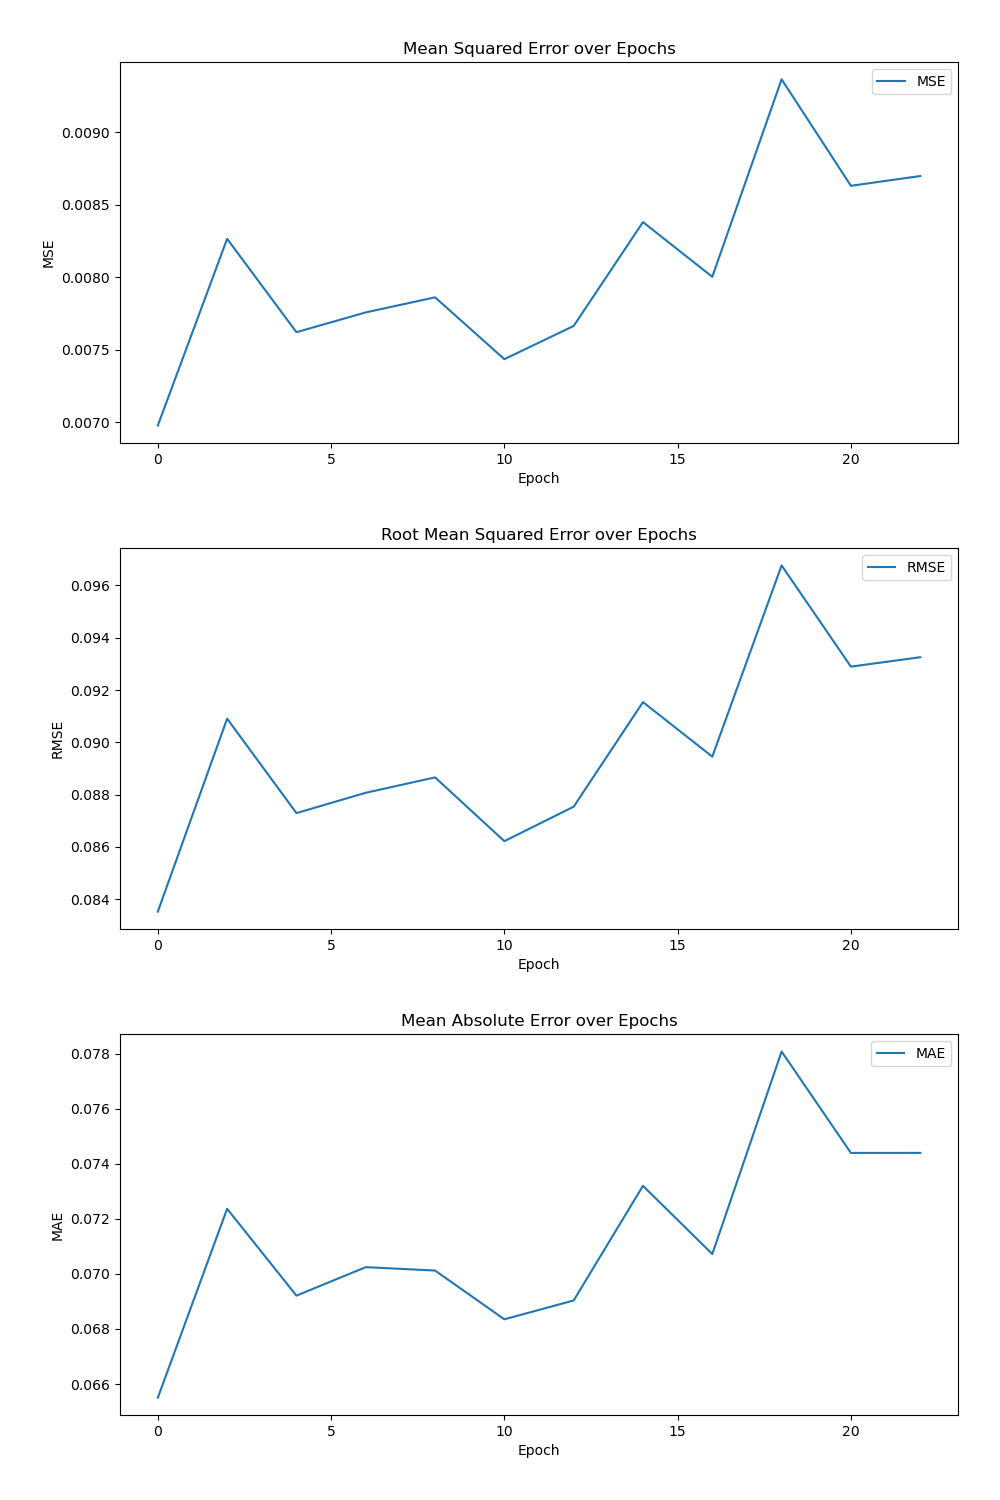 Mean Squared Error over Epochs
MSE
0.0090
0.0085
0.0080
0.0075
0.0070
MSE
0 5 10 15 20
Epoch
Root Mean Squared Error over Epochs
RMSE
0.096
0.094
0.092
0.090
0.088
0.086
0.084
RMSE
0 5 10 15 20
Epoch
Mean Absolute Error over Epochs
MAE
0.078
0.076
0.074
0.072
0.070
0.068
0.066
MAE
0 5 10 15 20
Epoch